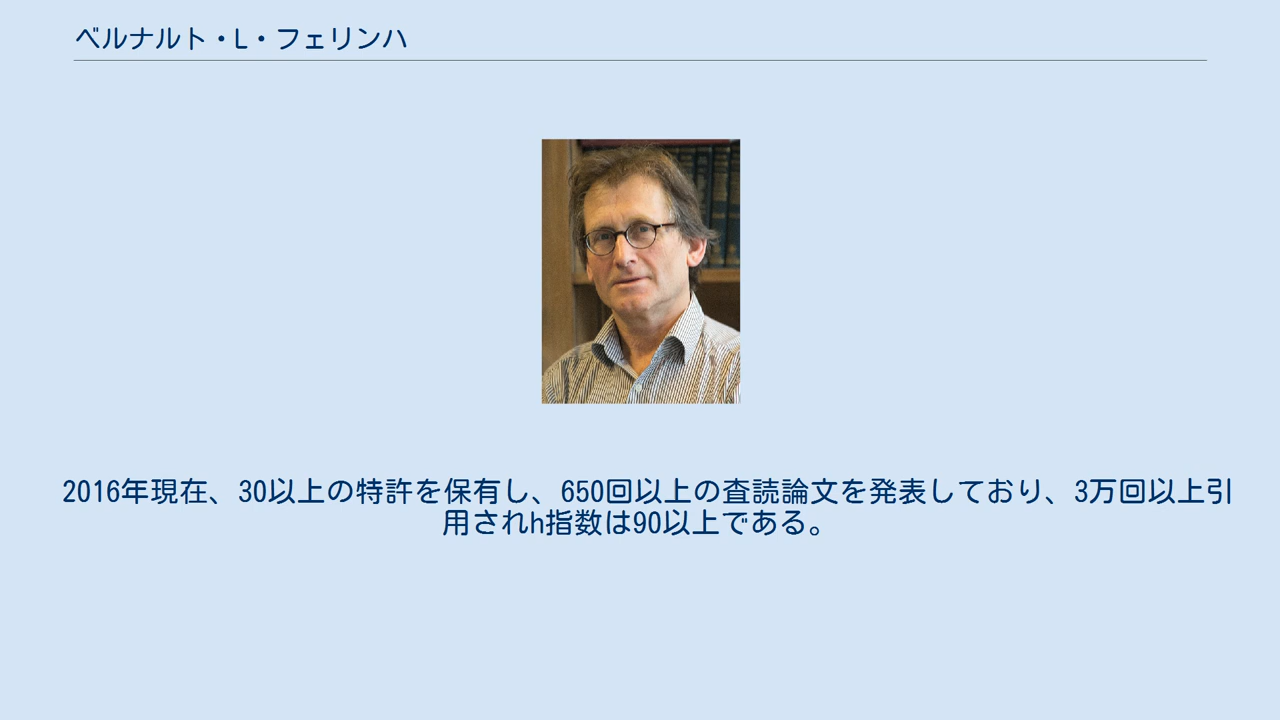 ベルナルト・L・フェリンハ
2016年現在、30以上の特許を保有し、650回以上の査読論文を発表しており、3万回以上引
用されh指数は90以上である。